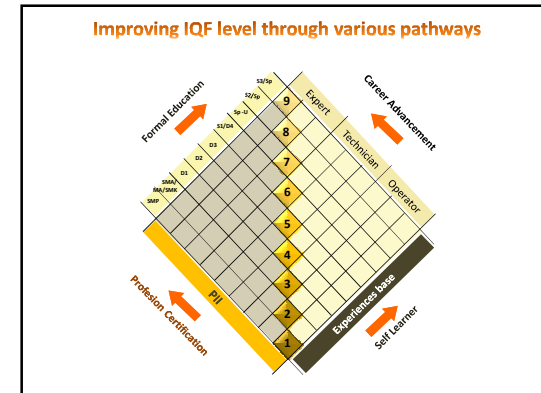 Improving IQF level through various pathways
Formal Education
Career Advancement
S3/Sp
S2/Sp
Sp -U
S1/D4
D3
D2
D1
SMA/
MA/SMK
SMP
Expert
Technician
Operator
9
8
7
6
5
4
3
2
1
PII
Experiences base
Profesion Certification
Self Learner